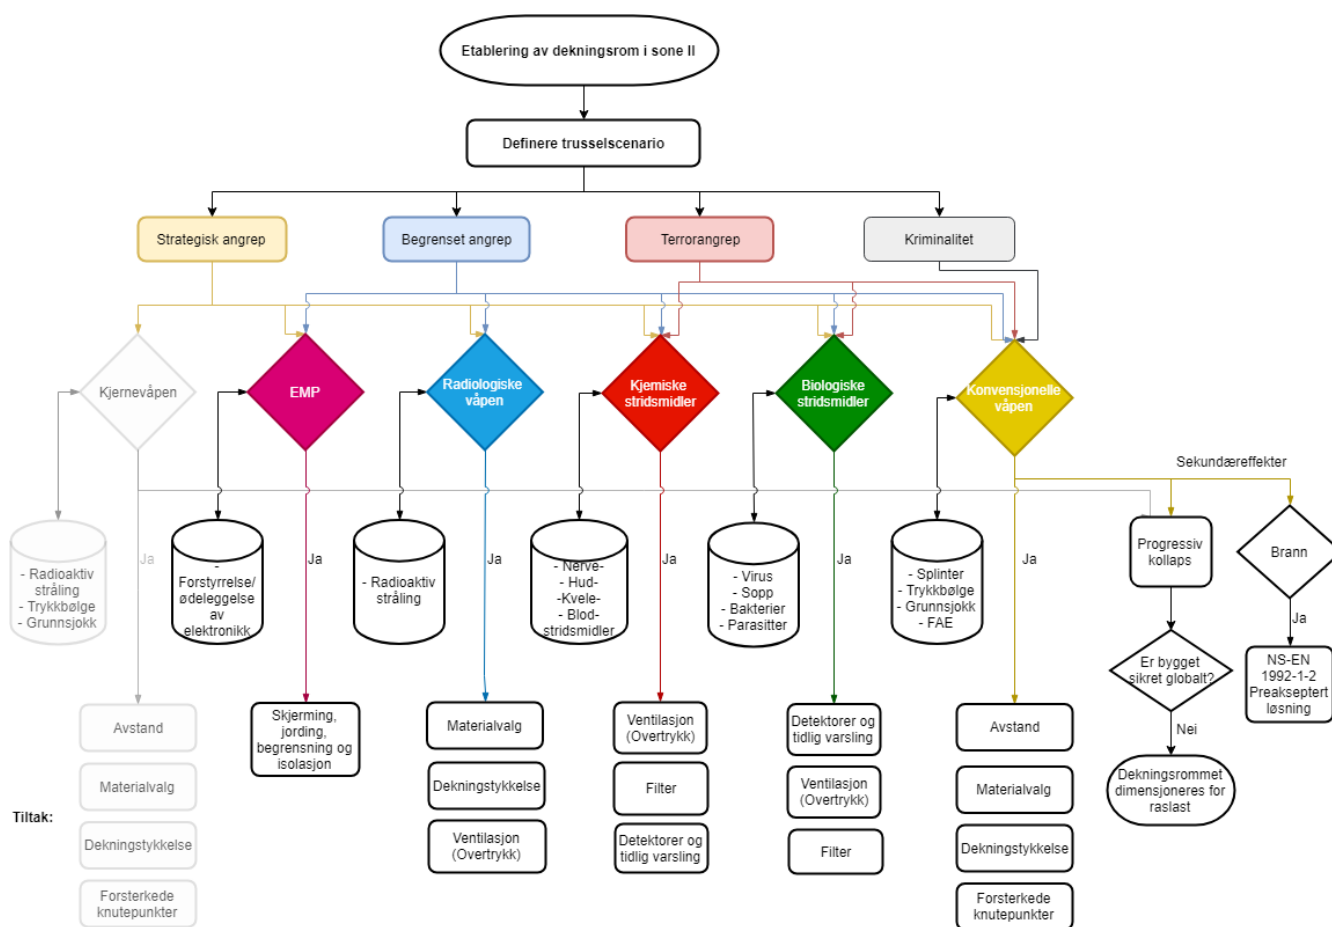 Etablering av dekningsrom i sone II
Definere trusselscenario
Strategisk angrep
Begrenset angrep
Terrorangrep
Kriminalitet
Kjernevåpen
EMP
Radiologiske
våpen
Kjemiske
stridsmidler
Biologiske
stridsmidler
Konvensjonelle
våpen
Sekundæreffekter
- Radioaktiv
stråling
- Trykkbølge
- Grunnsjokk
Ja
-
Forstyrrelse/
ødeleggelse
av
elektronikk
Ja
- Radioaktiv
stråling
Ja
- Nerve-
- Hud-
-Kvele-
- Blod-
stridsmidler
Ja
- Virus
- Sopp
- Bakterier
- Parasitter
Ja
- Splinter
- Trykkbølge
- Grunnsjokk
- FAE
Ja
Progressiv
kollaps
Brann
Ja
Er bygget
sikret globalt?
NS-EN
1992-1-2
Preakseptert
løsning
Nei
Dekningsrommet
dimensjoneres for
raslast
Tiltak:
Avstand
Materialvalg
Dekningstykkelse
Forsterkede
knutepunkter
Skjerming,
jording,
begrensning og
isolasjon
Materialvalg
Dekningstykkelse
Ventilasjon
(Overtrykk)
Ventilasjon
(Overtrykk)
Filter
Detektorer og
tidlig varsling
Detektorer og
tidlig varsling
Ventilasjon
(Overtrykk)
Filter
Avstand
Materialvalg
Dekningstykkelse
Forsterkede
knutepunkter